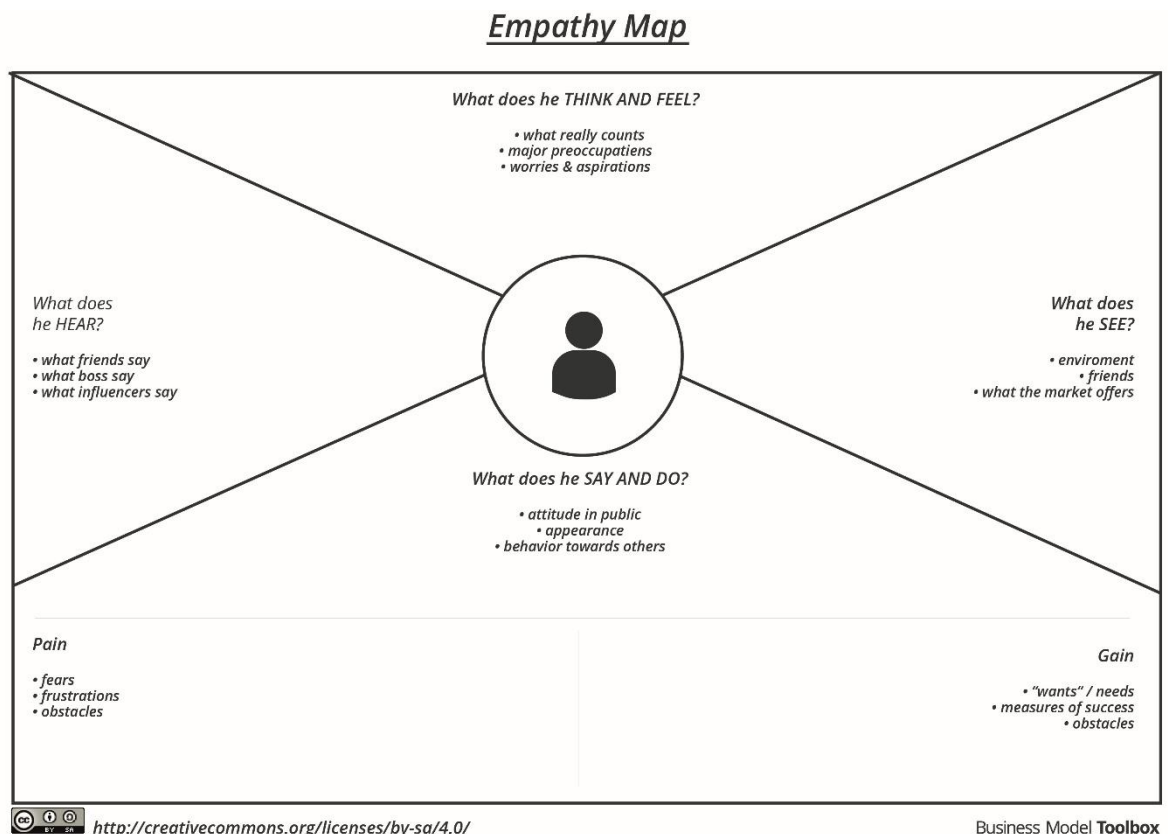 Empathy Map
What does he THINK AND FEEL?
• what really counts
• major preoccupatiens
• worries & aspirations
What does
he HEAR?
• what friends say
• what boss say
• what influencers say
What does
he SEE?
• enviroment
• friends
• what the market offers
What does he SAY AND DO?
• attitude in public
• appearance
• behavior towards others
Pain
• fears
• frustrations
• obstacles
Gain
• “wants” / needs
• measures of success
• obstacles
cc BY SA http://creativecommons.org/licenses/by-sa/4.0/
Business Model Toolbox